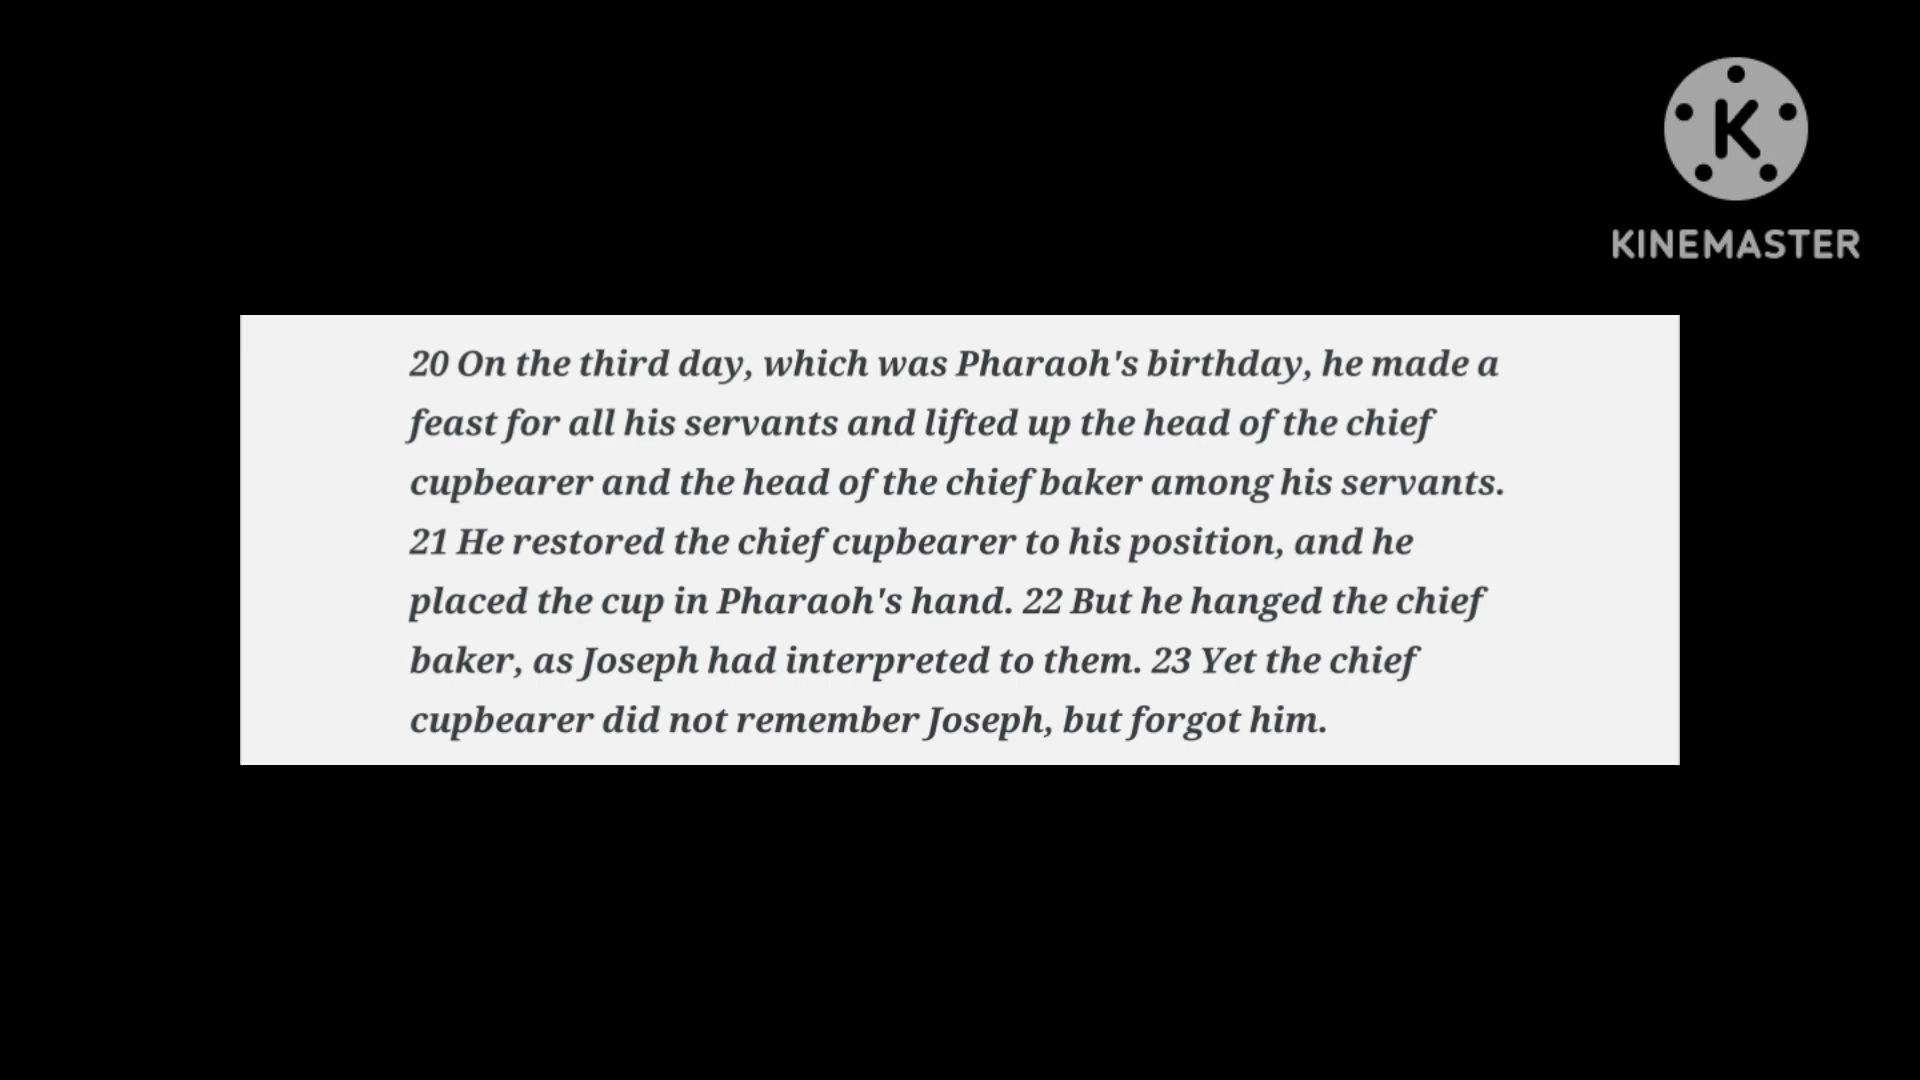 KINEMASTER
20 On the third day, which was Pharaoh's birthday, he made a
feast for all his servants and lifted up the head of the chief
cupbearer and the head of the chief baker among his servants.
21 He restored the chief cupbearer to his position, and he
placed the cup in Pharaoh's hand. 22 But he hanged the chief
baker, as Joseph had interpreted to them. 23 Yet the chief
cupbearer did not remember Joseph, but forgot him.